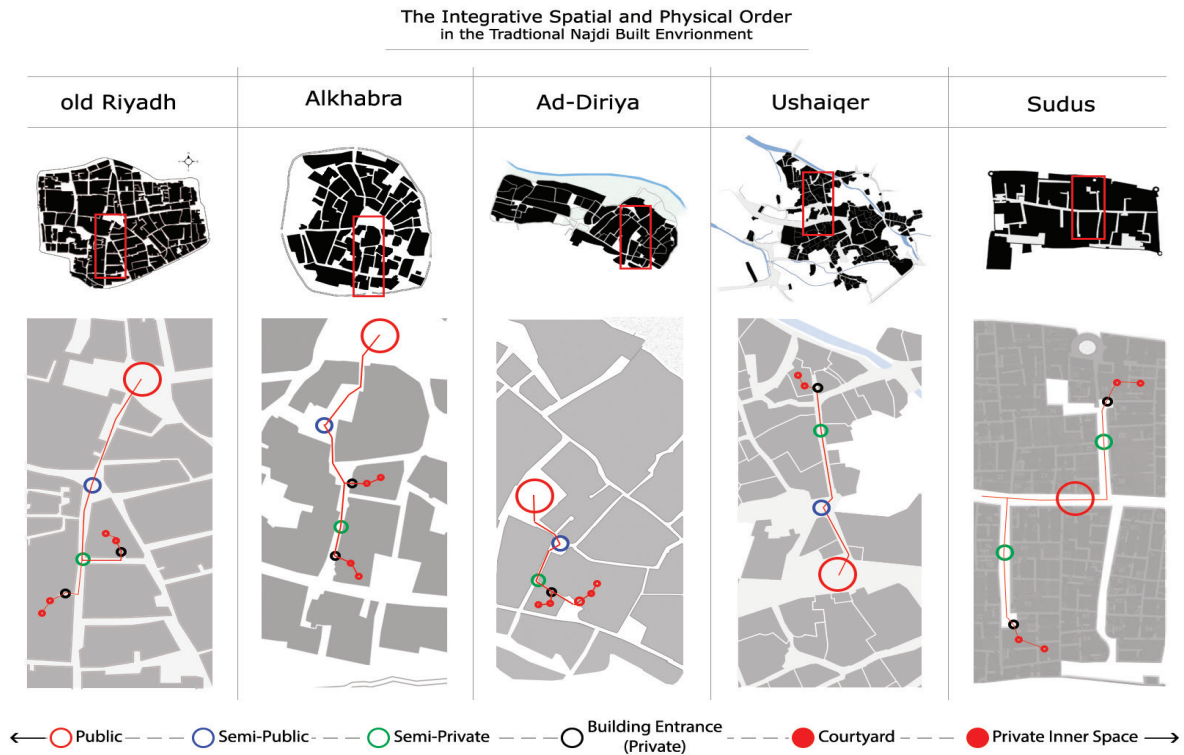 The Integrative Spatial and Physical Order
in the Tradtional Najdi Built Envrionment
old Riyadh
Alkhabra
Ad-Diriya
Ushaiqer
Sudus
Public
Semi-Public
Semi-Private
Building Entrance
(Private)
Courtyard
Private Inner Space